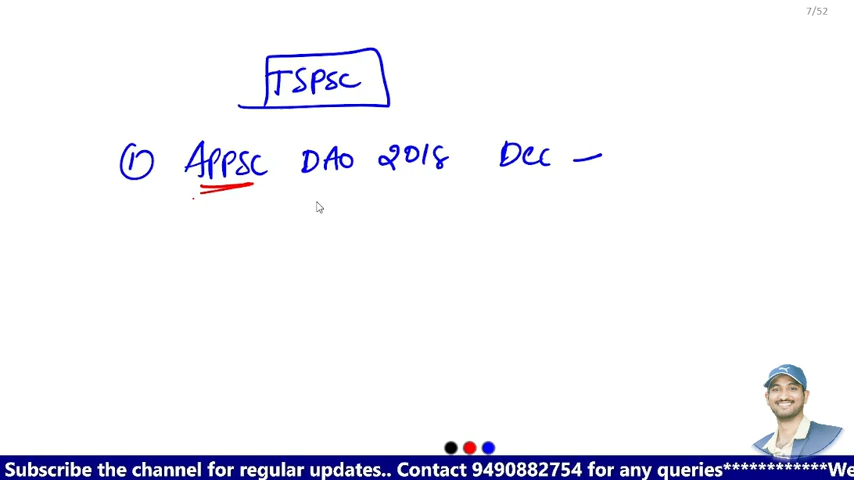 7/52
TSPSC
① APPSC DAO 2018 Dec —
Subscribe the channel for regular updates.. Contact 9490882754 for any queries************We